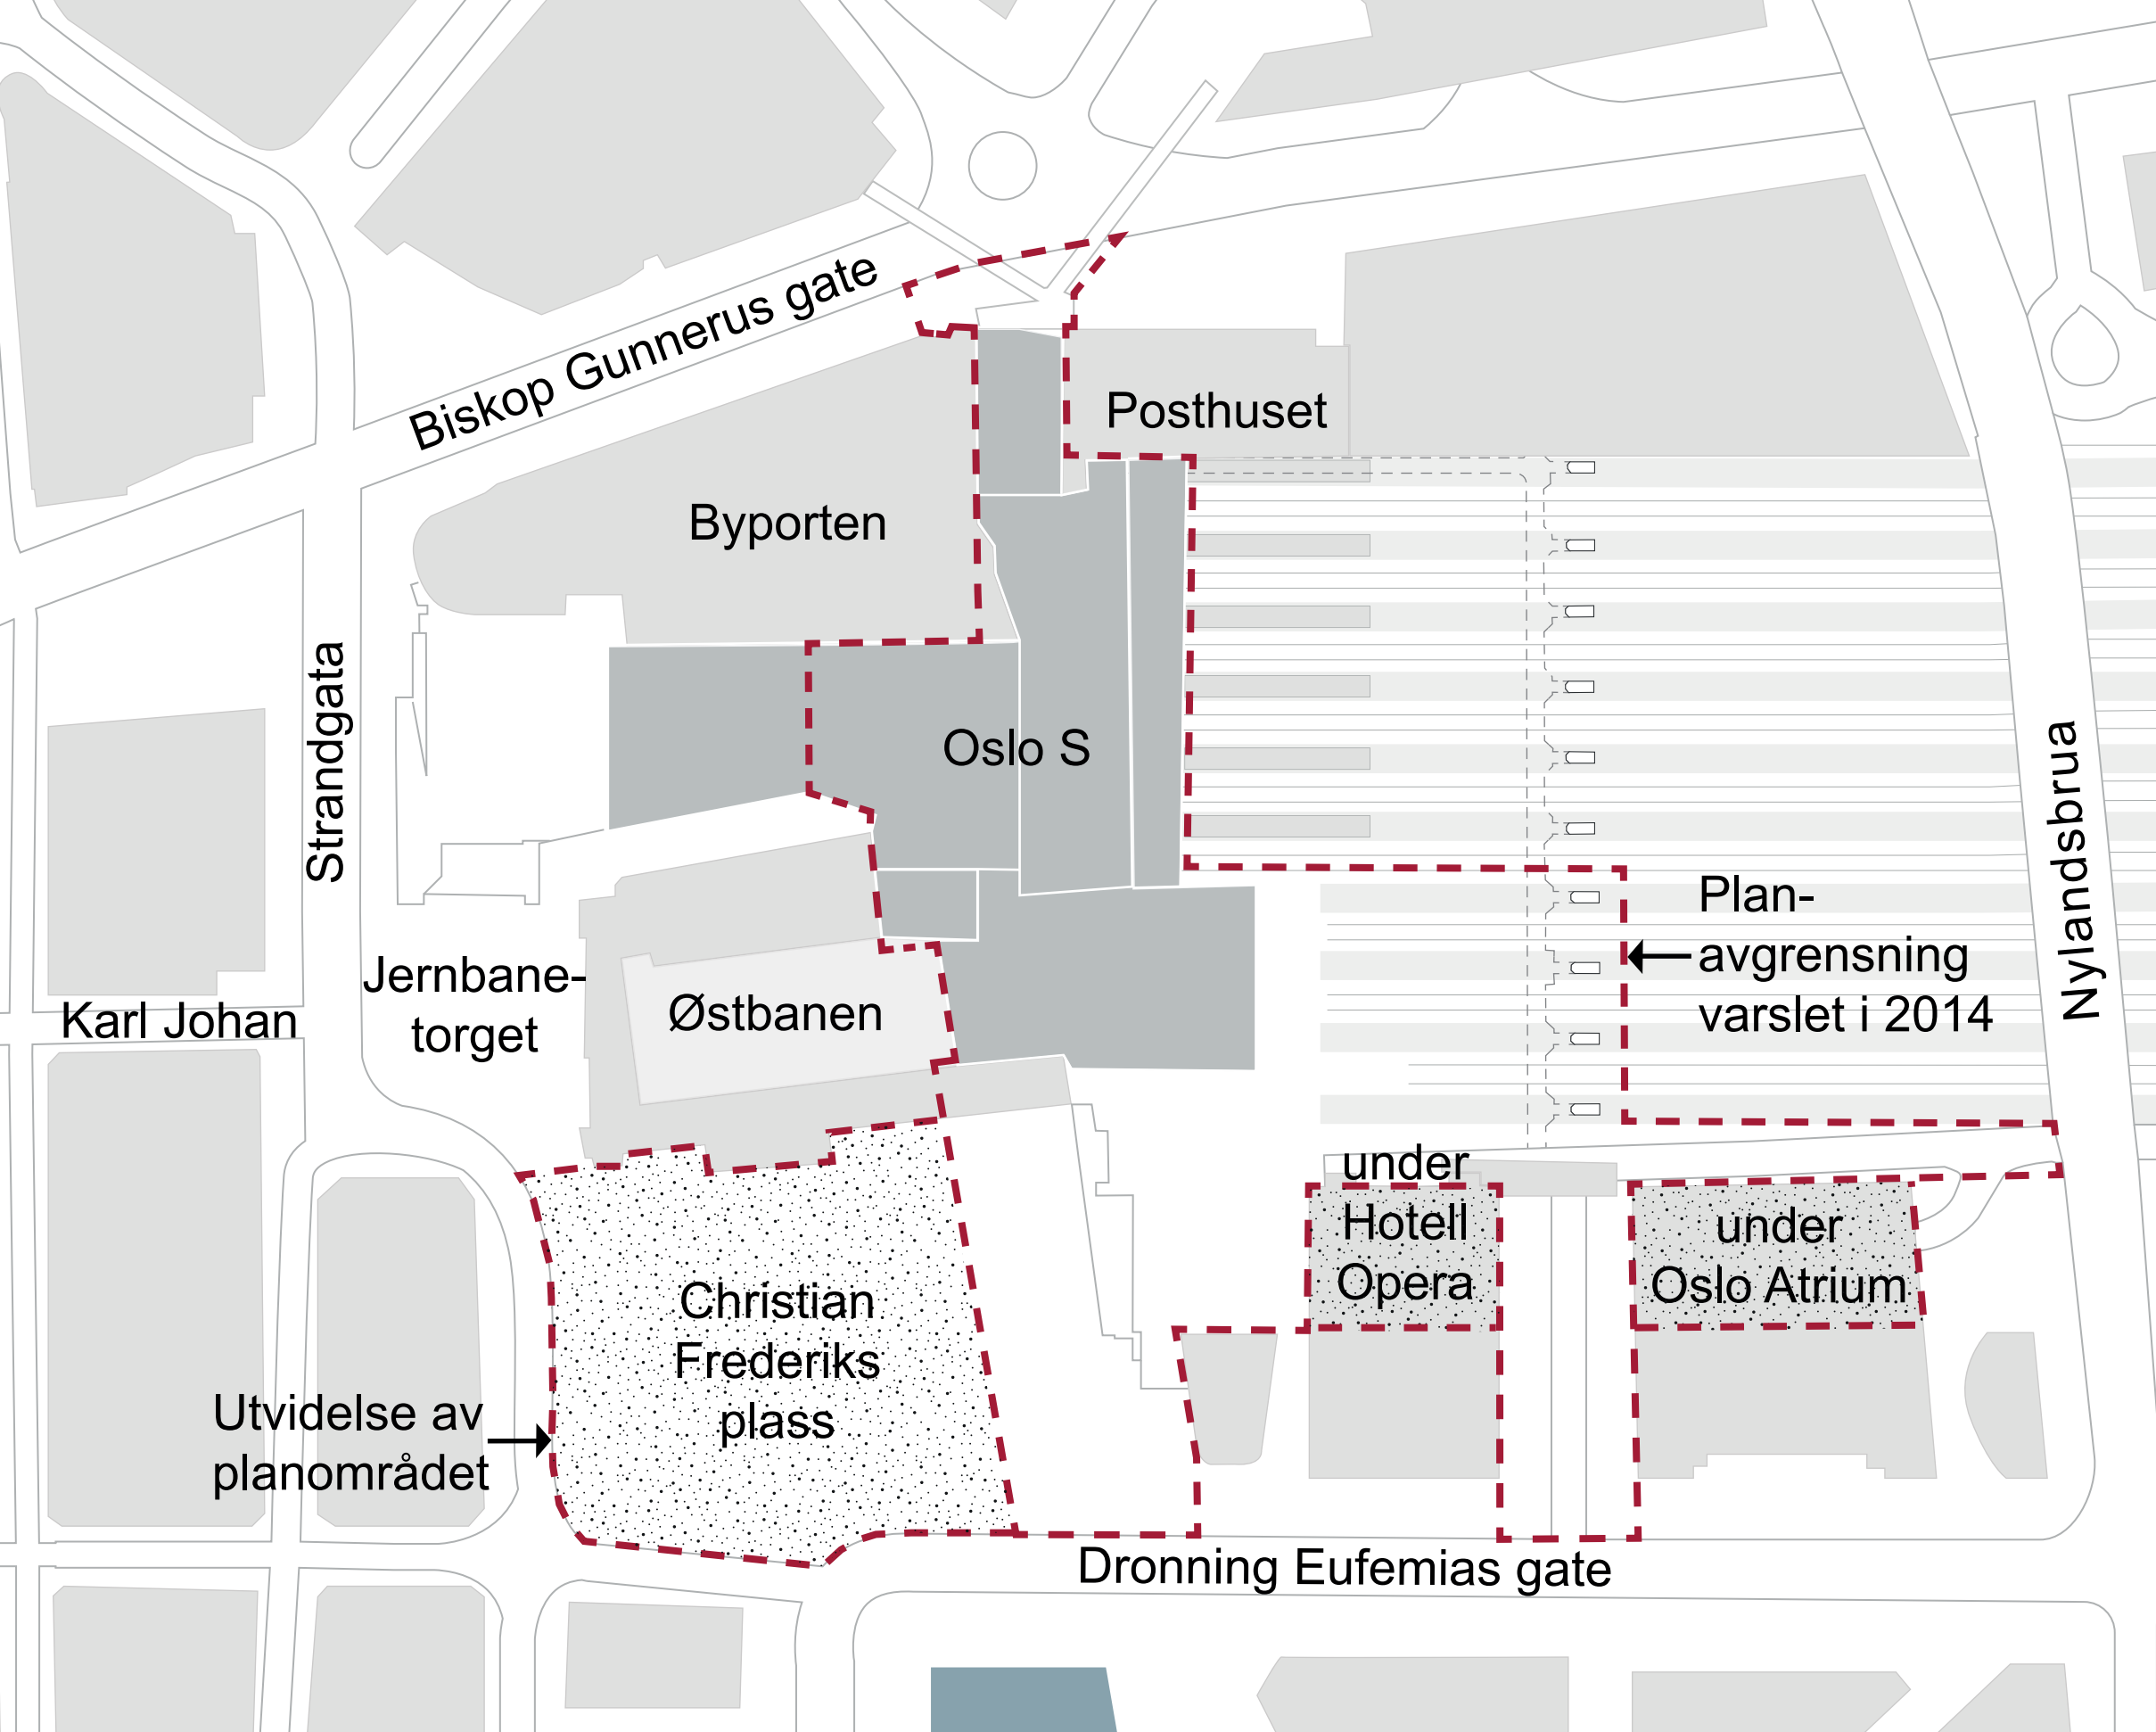 Biskop Gunnerus gate
Posthuset
Byporten
Strandgata
Oslo S
Nylandsbrua
Plan-
avgrensning
varslet i 2014
Jernbane-
torget
Karl Johan
Østbanen
under
Hotell
Opera
under
Oslo Atrium
Christian
Frederiks
plass
Utvidelse av
planområdet
Dronning Eufemias gate